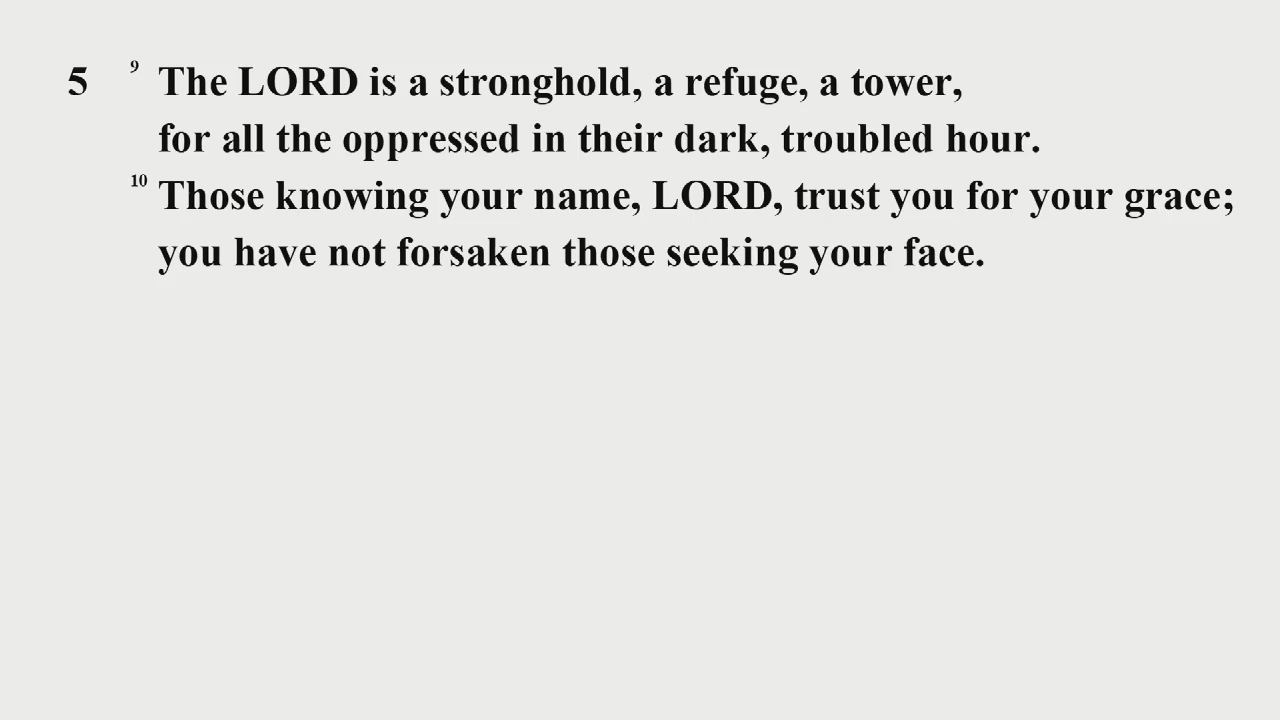 5 9 The LORD is a stronghold, a refuge, a tower,
for all the oppressed in their dark, troubled hour.
10 Those knowing your name, LORD, trust you for your grace;
you have not forsaken those seeking your face.